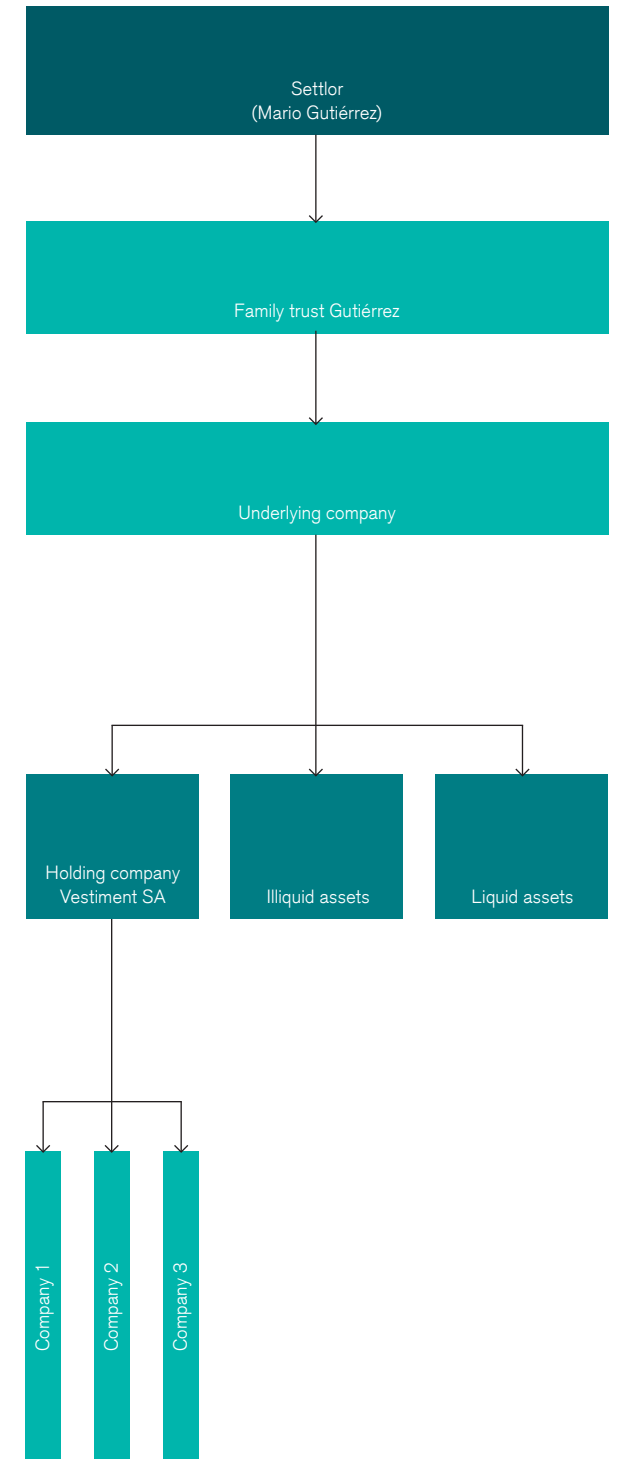 Settlor
(Mario Gutiérrez)
Family trust Gutiérrez
Underlying company
Holding company
Vestiment SA
Illiquid assets
Liquid assets
Company 1
Company 2
Company 3